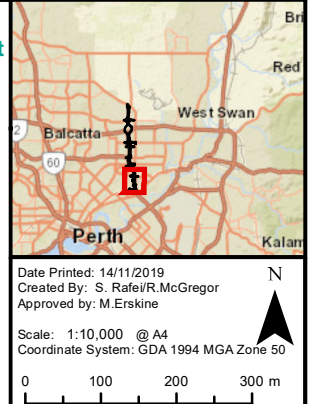 t
Bri
Red
West Swan
2
Balcatta
60
Perth
Kalam
Date Printed: 14/11/2019
Created By: S. Rafei/R.McGregor
Approved by: M.Erskine
N
Scale: 1:10,000 @ A4
Coordinate System: GDA 1994 MGA Zone 50
0 100 200 300 m